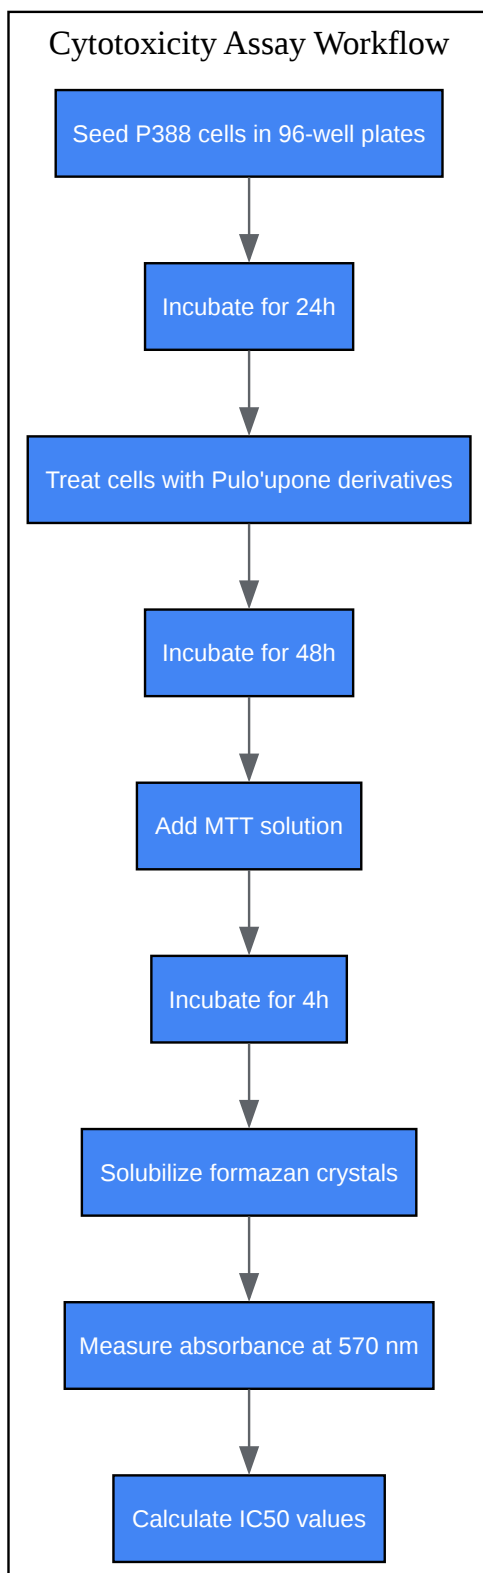 Cytotoxicity Assay Workflow
Seed P388 cells in 96-well plates
Incubate for 24h
Treat cells with Pulo'upone derivatives
Incubate for 48h
Add MTT solution
Incubate for 4h
Solubilize formazan crystals
Measure absorbance at 570 nm
Calculate IC50 values